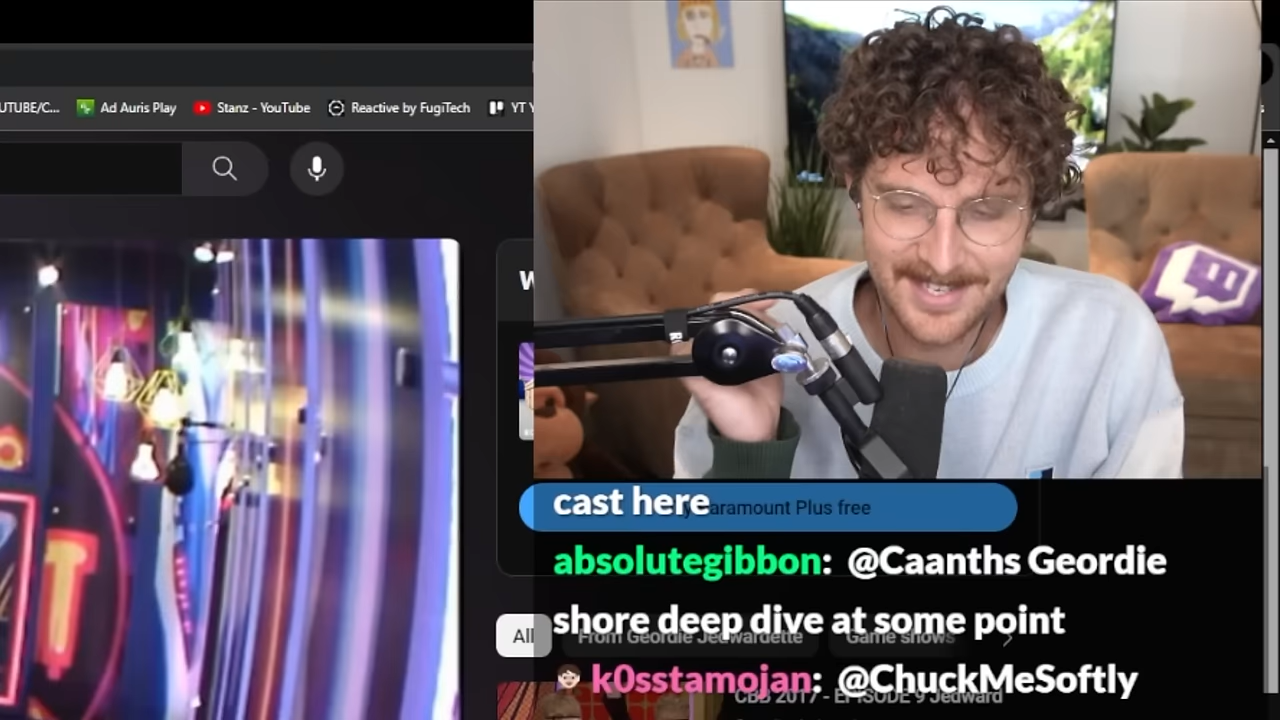 UTUBE/C...
Ad Auris Play
Stanz - YouTube
Reactive by FugiTech
YT Y
W
cast here
aramount Plus free
absolutegibbon: @Caanths Geordie
shore deep dive at some point
All
From Geordie Jedwardette
Game shows
k0sstamojan: @ChuckMeSoftly
CBB 2017 - EPISODE 9 Jedward